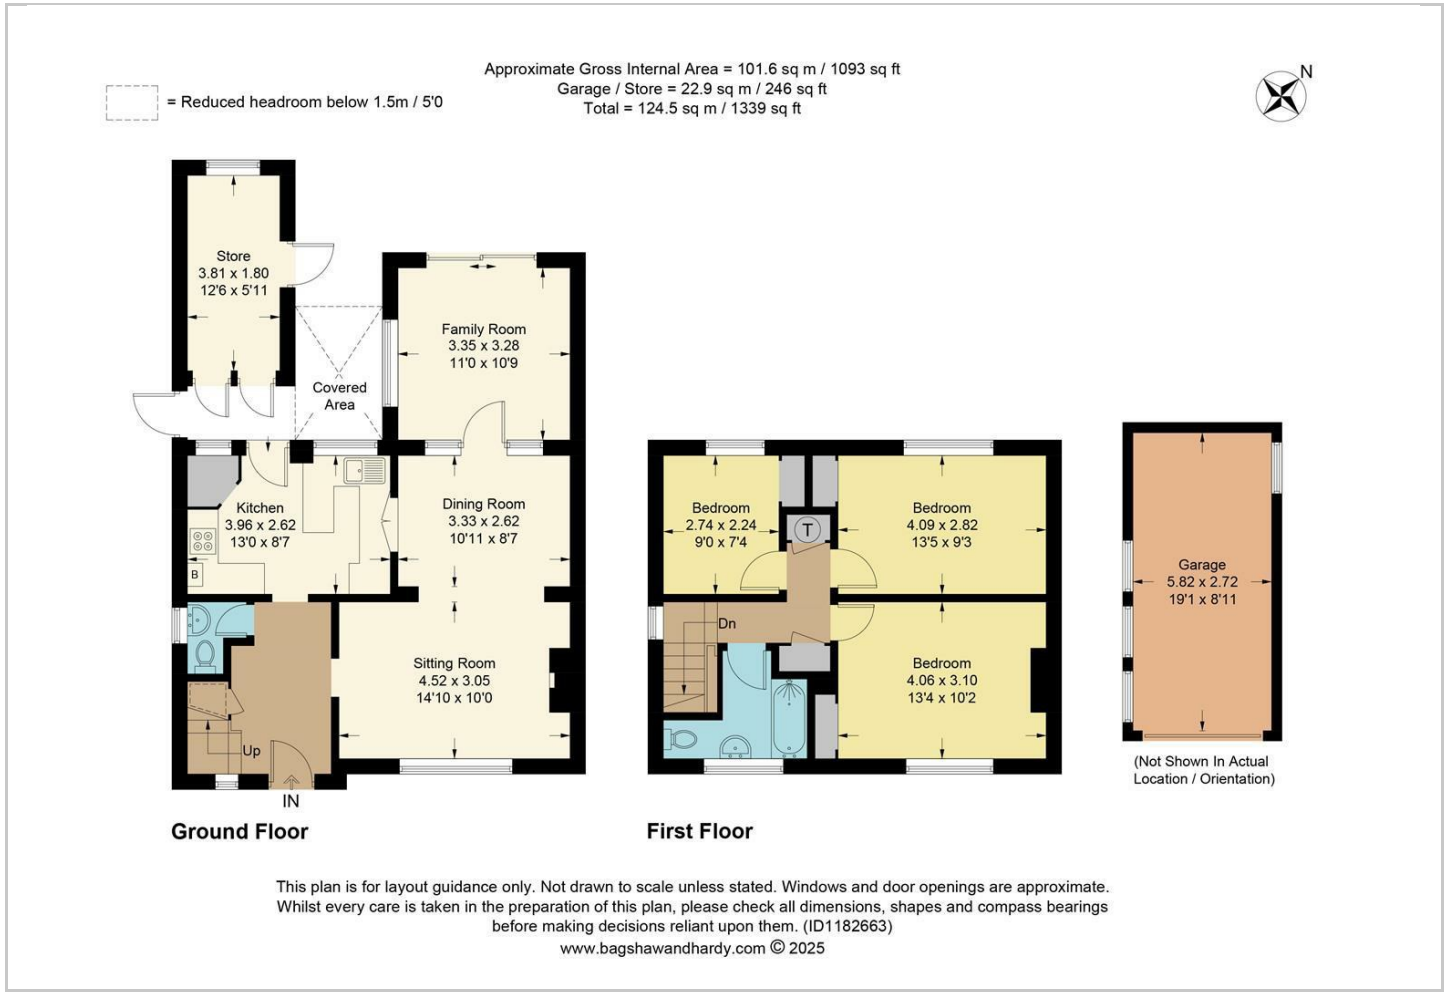 Approximate Gross Internal Area = 101.6 sq m / 1093 sq ft
Garage / Store = 22.9 sq m / 246 sq ft
Total = 124.5 sq m / 1339 sq ft
= Reduced headroom below 1.5m / 5'0
N
Store
3.81 x 1.80
12'6 x 5'11
Family Room
3.35 x 3.28
11'0 x 10'9
Covered
Area
Kitchen
3.96 x 2.62
13'0 x 8'7
B
Dining Room
3.33 x 2.62
10'11 x 8'7
Sitting Room
4.52 x 3.05
14'10 x 10'0
Up
IN
Ground Floor
Bedroom
2.74 x 2.24
9'0 x 7'4
T
Bedroom
4.09 x 2.82
13'5 x 9'3
Dn
Bedroom
4.06 x 3.10
13'4 x 10'2
First Floor
Garage
5.82 x 2.72
19'1 x 8'11
(Not Shown In Actual
Location / Orientation)
This plan is for layout guidance only. Not drawn to scale unless stated. Windows and door openings are approximate.
Whilst every care is taken in the preparation of this plan, please check all dimensions, shapes and compass bearings
before making decisions reliant upon them. (ID1182663)
www.bagshawandhardy.com © 2025